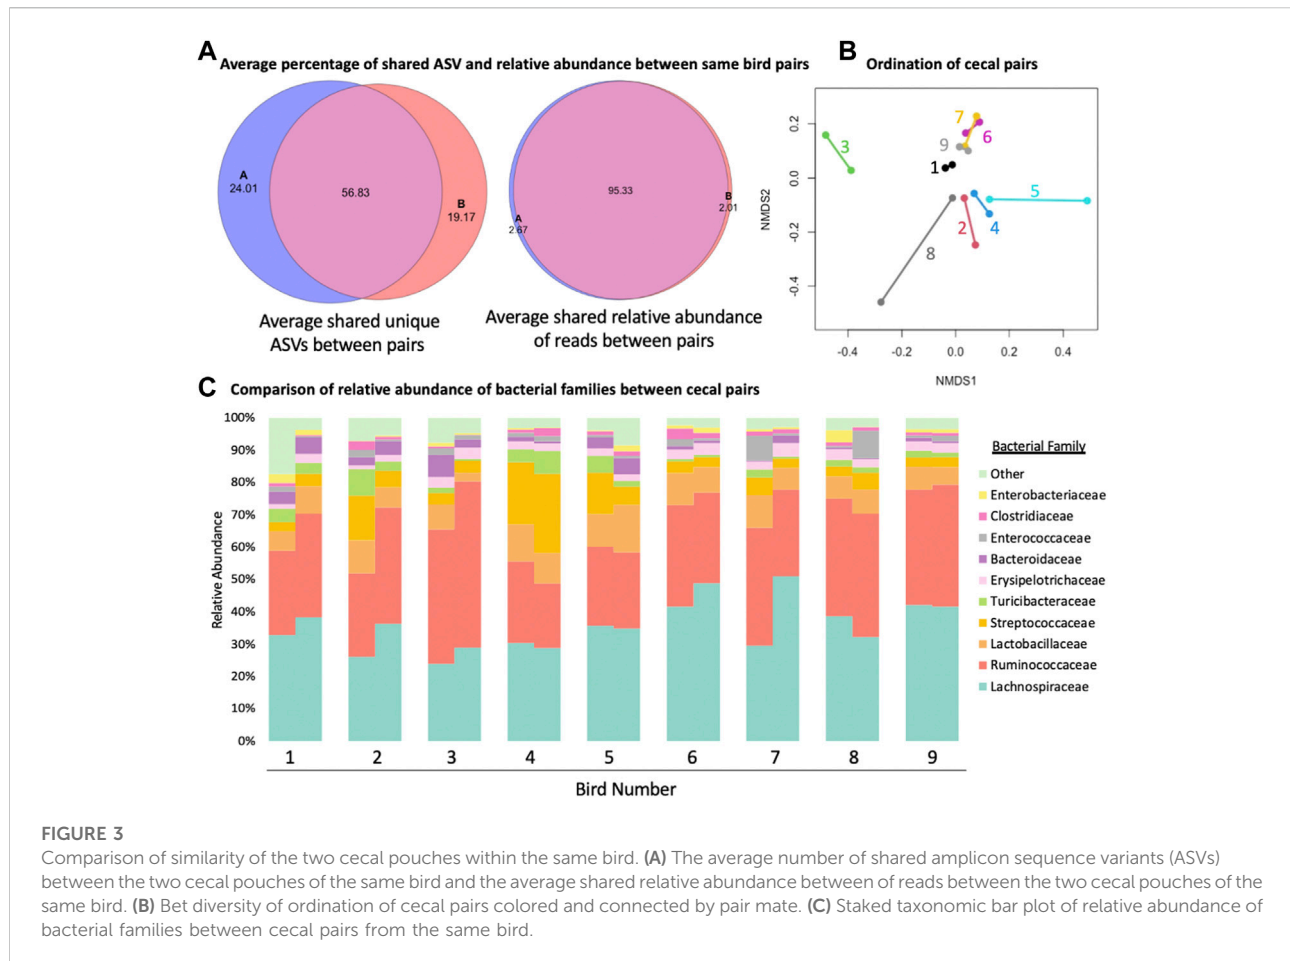 A
Average percentage of shared ASV and relative abundance between same bird pairs
A
24.01
56.83
B
19.17
Average shared unique
ASVs between pairs
A
2.67
95.33
B
2.01
Average shared relative abundance
of reads between pairs
B
Ordination of cecal pairs
NMDS2
0.2
0.0
-0.2
-0.4
3
7
6
9
1
5
2
4
8
-0.4
-0.2
0.0
0.2
0.4
NMDS1
C
Comparison of relative abundance of bacterial families between cecal pairs
Relative Abundance
100%
90%
80%
70%
60%
50%
40%
30%
20%
10%
0%
1 2 3 4 5 6 7 8 9
Bird Number
Bacterial Family
Other
Enterobacteriaceae
Clostridiaceae
Enterococcaceae
Bacteroidaceae
Erysipelotrichaceae
Turicibacteraceae
Streptococcaceae
Lactobacillaceae
Ruminococcaceae
Lachnospiraceae
FIGURE 3
Comparison of similarity of the two cecal pouches within the same bird. (A) The average number of shared amplicon sequence variants (ASVs)
between the two cecal pouches of the same bird and the average shared relative abundance between of reads between the two cecal pouches of the
same bird. (B) Bet diversity of ordination of cecal pairs colored and connected by pair mate. (C) Staked taxonomic bar plot of relative abundance of
bacterial families between cecal pairs from the same bird.